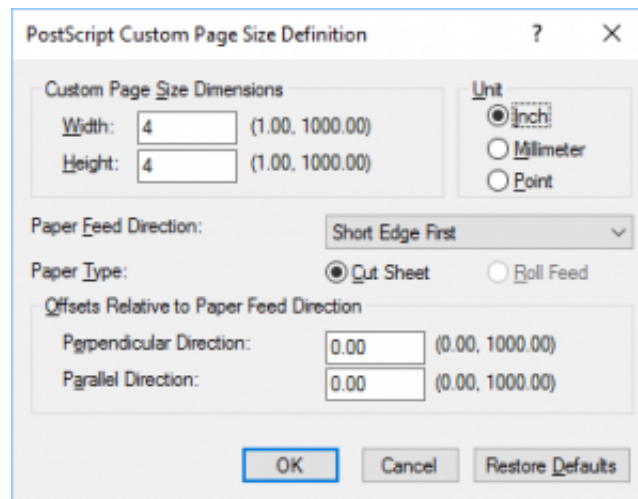 PostScript Custom Page Size Definition ?
Custom Page Size Dimensions
Width: 4 (1.00, 1000.00)
Height: 4 (1.00, 1000.00)
Unit
Inch
Millimeter
Point
Paper Feed Direction: Short Edge First
Paper Type: Cut Sheet Roll Feed
Offsets Relative to Paper Feed Direction
Perpendicular Direction: 0.00 (0.00, 1000.00)
Parallel Direction: 0.00 (0.00, 1000.00)
OK Cancel Restore Defaults